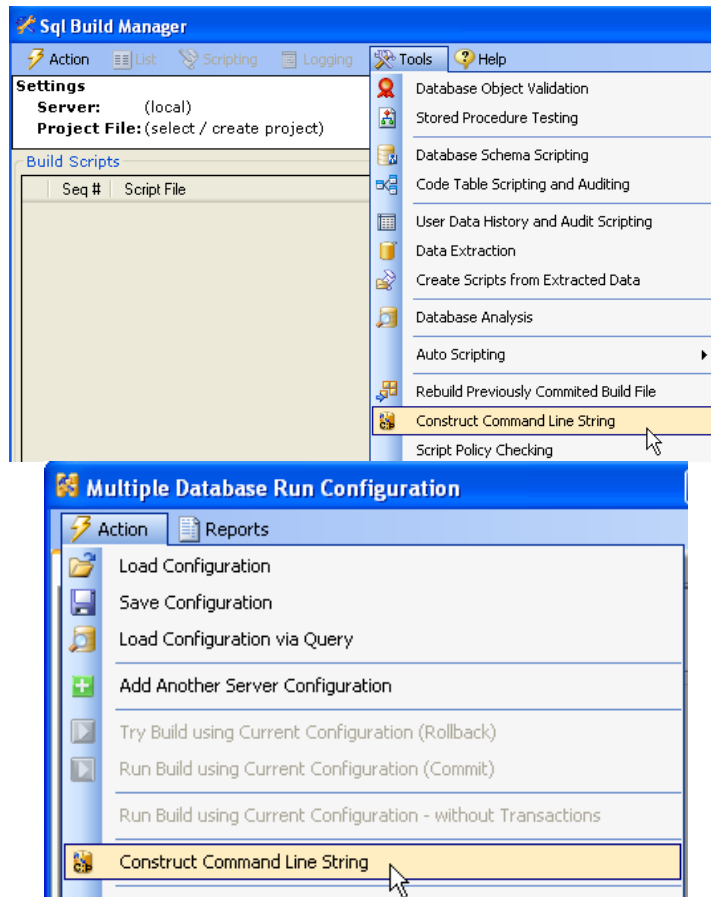 Sql Build Manager
Action List Scripting Logging Tools Help
Settings
Server: (local)
Project File: (select / create project)
Build Scripts
Seq # Script File
Database Object Validation
Stored Procedure Testing
Database Schema Scripting
Code Table Scripting and Auditing
User Data History and Audit Scripting
Data Extraction
Create Scripts from Extracted Data
Database Analysis
Auto Scripting
Rebuild Previously Commited Build File
Construct Command Line String
Script Policy Checking
Multiple Database Run Configuration
Action Reports
Load Configuration
Save Configuration
Load Configuration via Query
Add Another Server Configuration
Try Build using Current Configuration (Rollback)
Run Build using Current Configuration (Commit)
Run Build using Current Configuration - without Transactions
Construct Command Line String